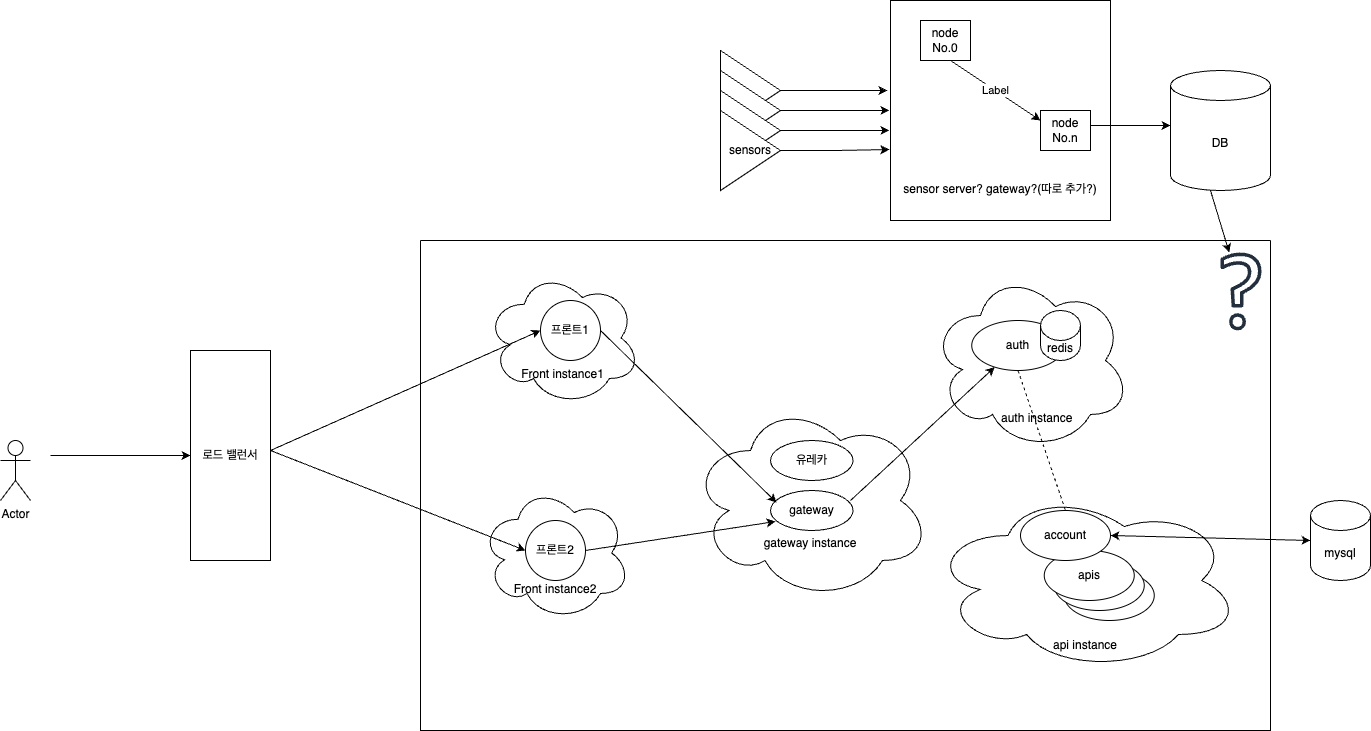 node
No.0
Label
node
No.n
sensors
sensor server? gateway?(따로 추가?)
DB
?
프론트1
Front instance1
auth
redis
auth instance
로드 밸런서
Actor
유레카
gateway
gateway instance
프론트2
Front instance2
account
apis
api instance
mysql